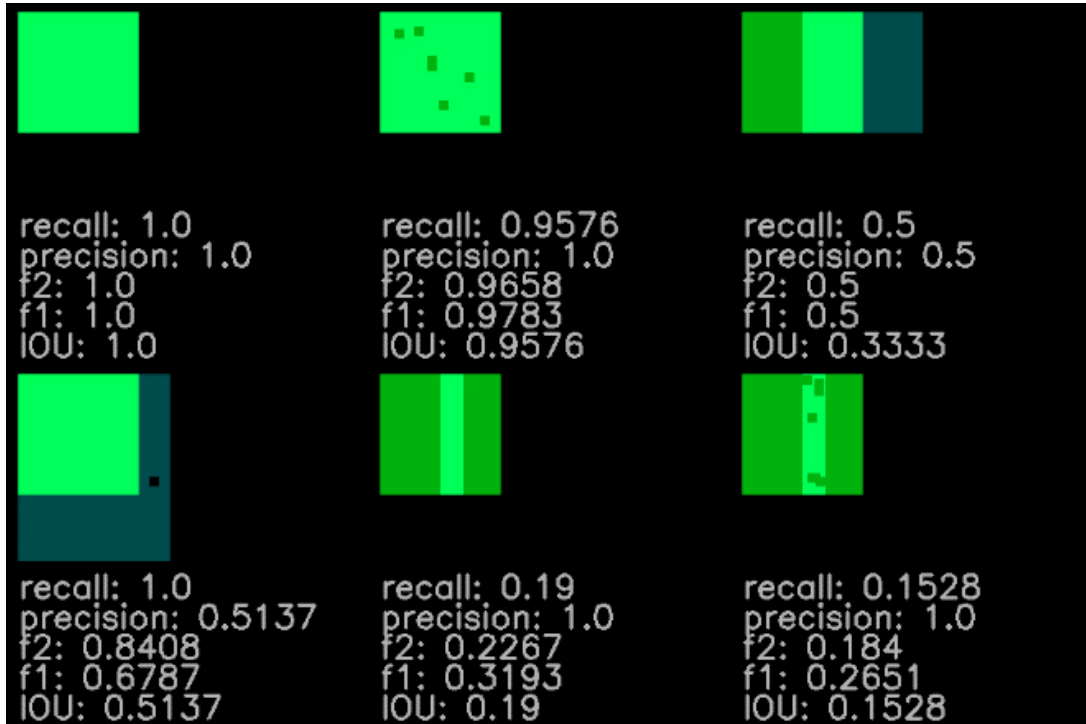 recall: 1.0
precision: 1.0
f2: 1.0
f1: 1.0
IOU: 1.0
recall: 0.9576
precision: 1.0
f2: 0.9658
f1: 0.9783
IOU: 0.9576
recall: 0.5
precision: 0.5
f2: 0.5
f1: 0.5
IOU: 0.3333
recall: 1.0
precision: 0.5137
f2: 0.8408
f1: 0.6787
IOU: 0.5137
recall: 0.19
precision: 1.0
f2: 0.2267
f1: 0.3193
IOU: 0.19
recall: 0.1528
precision: 1.0
f2: 0.184
f1: 0.2651
IOU: 0.1528